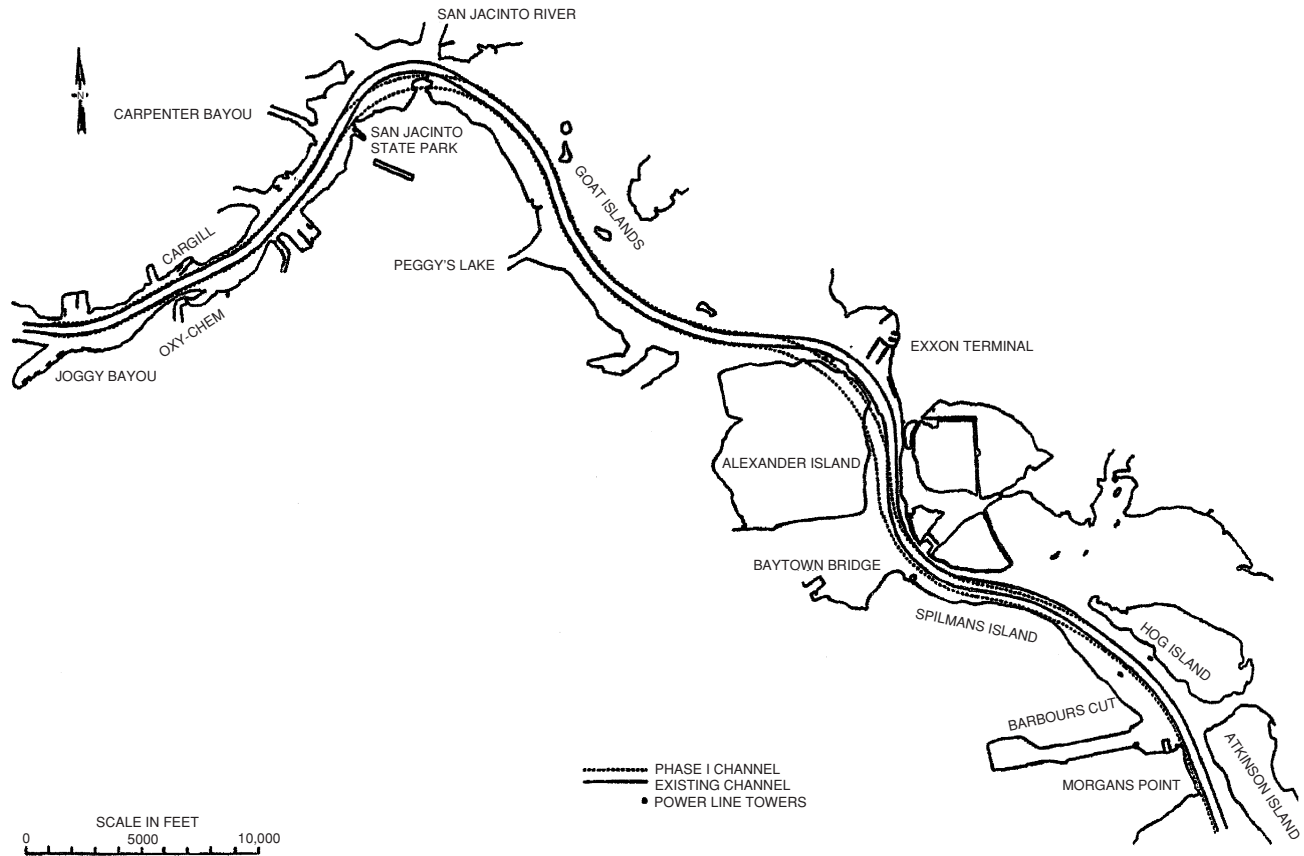 SAN JACINTO RIVER
N
CARPENTER BAYOU
SAN JACINTO
STATE PARK
GOAT ISLANDS
CARGILL
PEGGY'S LAKE
OXY-CHEM
JOGGY BAYOU
EXXON TERMINAL
ALEXANDER ISLAND
BAYTOWN BRIDGE
SPILMANS ISLAND
HOG ISLAND
BARBOURS CUT
ATKINSON ISLAND
MORGANS POINT
PHASE I CHANNEL
EXISTING CHANNEL
POWER LINE TOWERS
SCALE IN FEET
0 5000 10,000